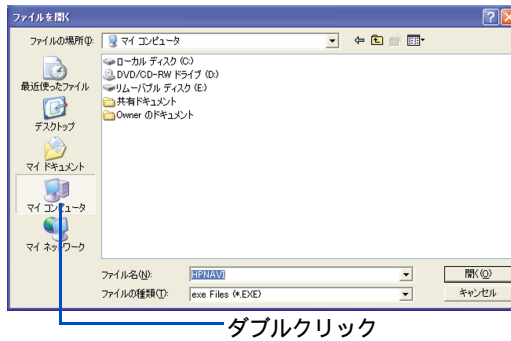 ファイルを開く
ファイルの場所(I):
マイ コンピュータ
ローカル ディスク (C:)
DVD/CD-RW ドライブ (D:)
リムーバブル ディスク (E:)
共有ドキュメント
Owner のドキュメント
最近使ったファイル
デスクトップ
マイ ドキュメント
マイ コンピュータ
マイ ネットワーク
ファイル名(N):
HPNAVI
開く(O)
ファイルの種類(T):
exe Files (*.EXE)
キャンセル
ダブルクリック